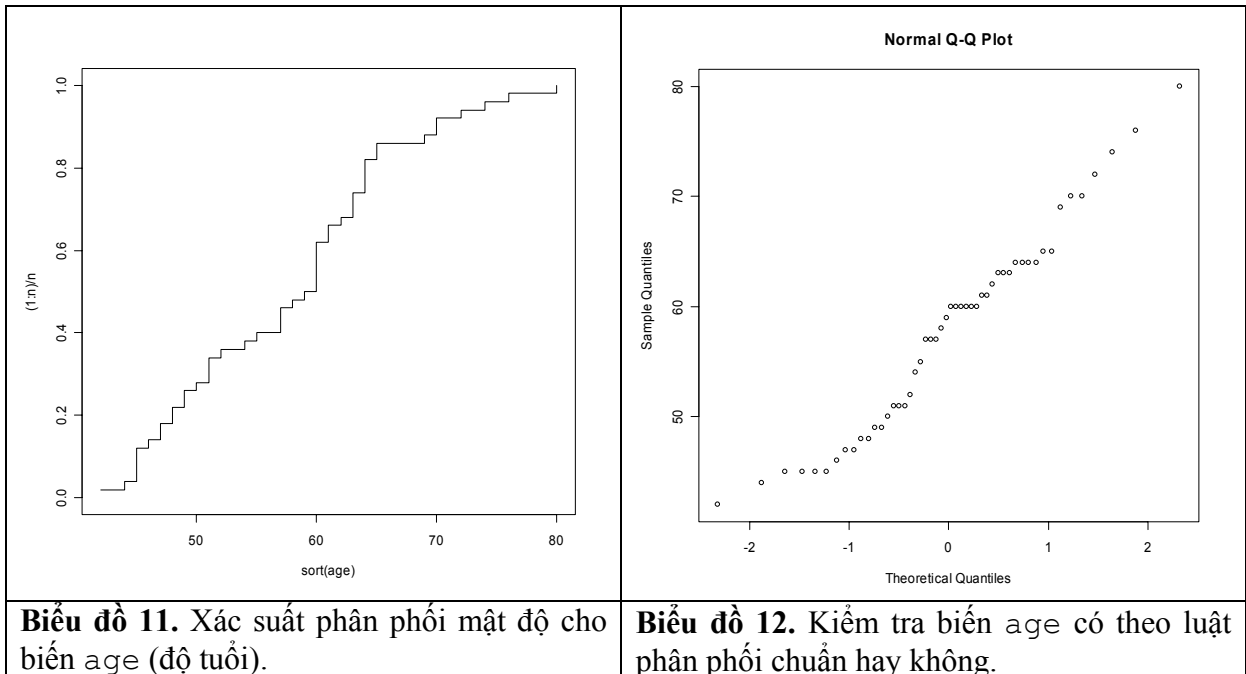 1.0
0.8
0.6
0.4
0.2
0.0
(1:n)/n
50 60 70 80
sort(age)
Biểu đồ 11. Xác suất phân phối mật độ cho
biến age (độ tuổi).
Normal Q-Q Plot
80
70
60
50
Sample Quantiles
-2 -1 0 1 2
Theoretical Quantiles
Biểu đồ 12. Kiểm tra biến age có theo luật
phân phối chuẩn hay không.